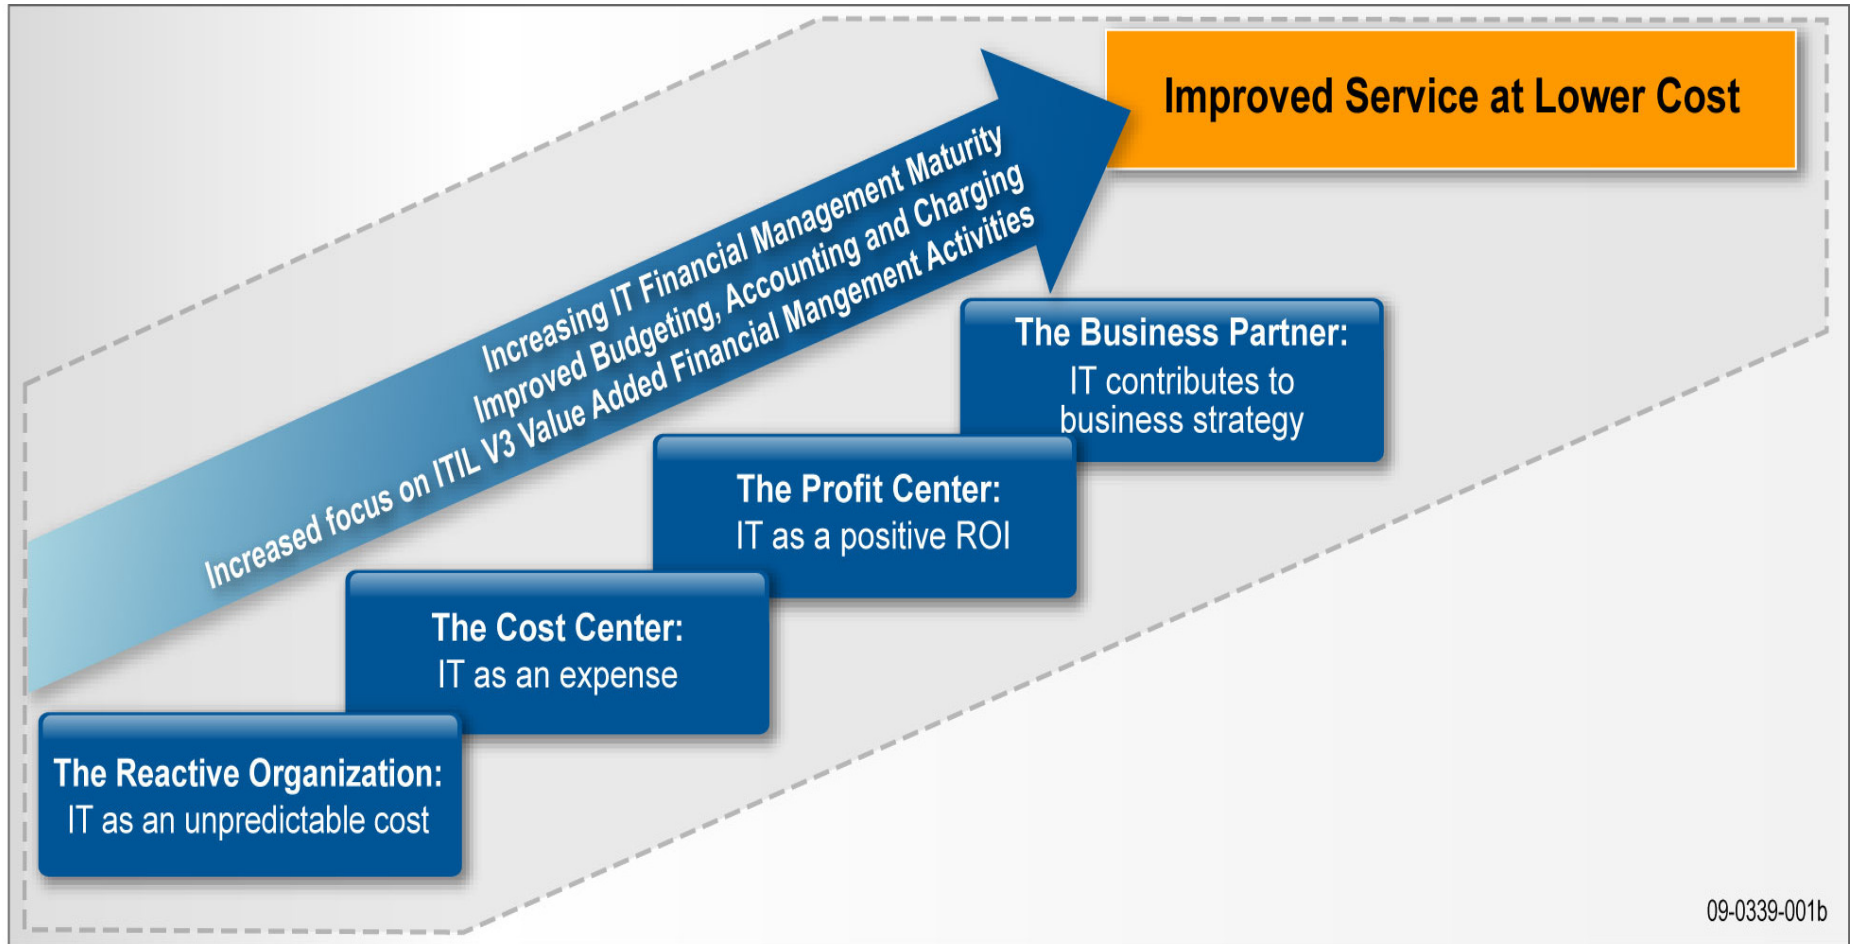 Improved Service at Lower Cost
Increasing IT Financial Management Maturity
Improved Budgeting, Accounting and Charging
Increased focus on ITIL V3 Value Added Financial Mangement Activities
The Business Partner:
IT contributes to
business strategy
The Profit Center:
IT as a positive ROI
The Cost Center:
IT as an expense
The Reactive Organization:
IT as an unpredictable cost
09-0339-001b